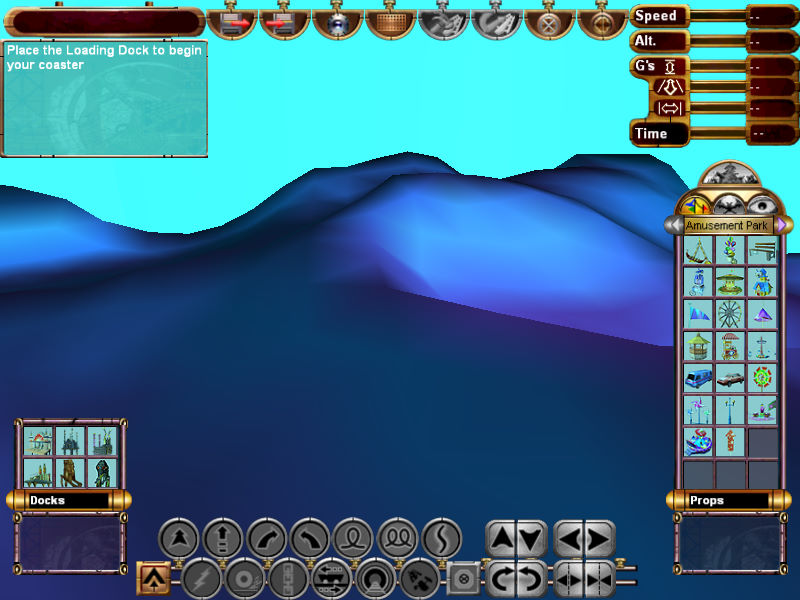 Place the Loading Dock to begin
your coaster
Speed --
Alt. --
G's --
--
--
Time --
Amusement Park
Docks
Props